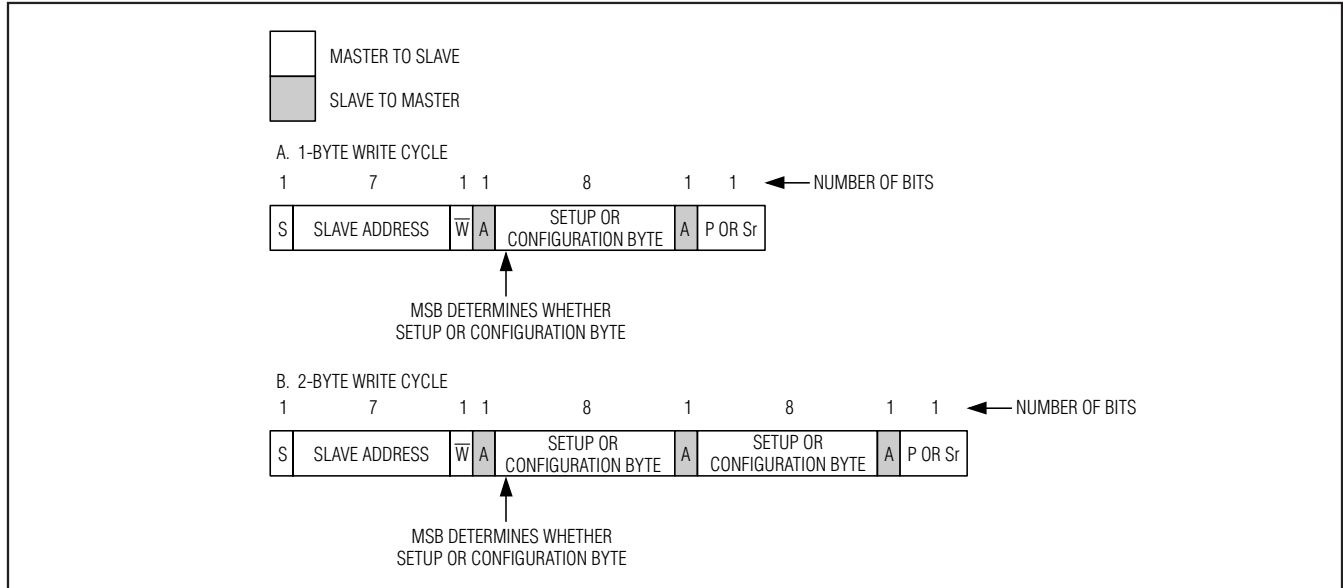 MASTER TO SLAVE
SLAVE TO MASTER
A. 1-BYTE WRITE CYCLE
1 7 1 1 8 1 1 NUMBER OF BITS
S SLAVE ADDRESS W̅ A SETUP OR CONFIGURATION BYTE A P OR Sr
MSB DETERMINES WHETHER
SETUP OR CONFIGURATION BYTE
B. 2-BYTE WRITE CYCLE
1 7 1 1 8 1 8 1 1 NUMBER OF BITS
S SLAVE ADDRESS W̅ A SETUP OR CONFIGURATION BYTE A SETUP OR CONFIGURATION BYTE A P OR Sr
MSB DETERMINES WHETHER
SETUP OR CONFIGURATION BYTE